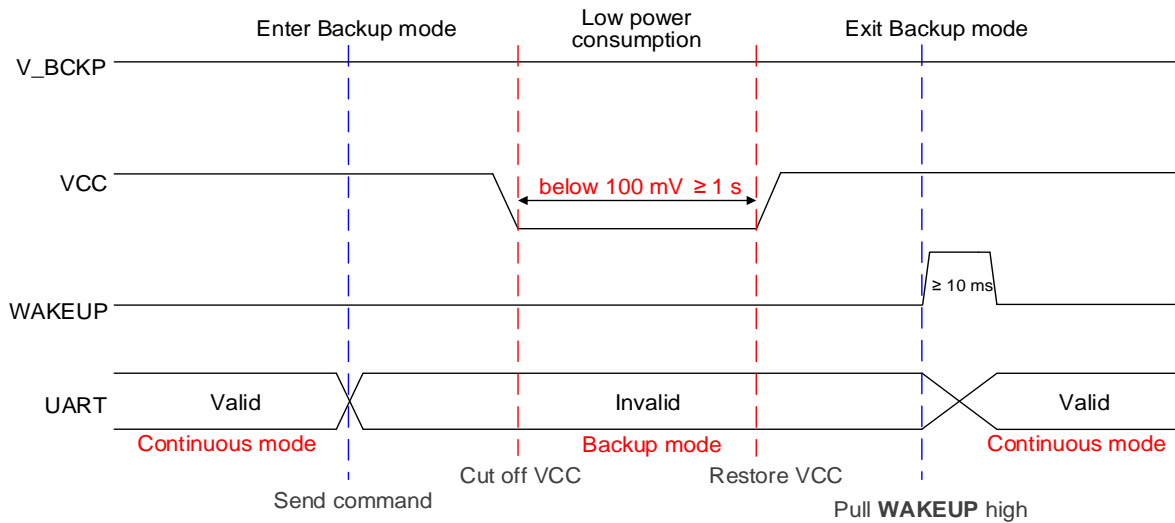 Enter Backup mode
Low power
consumption
Exit Backup mode
V_BCKP
VCC
below 100 mV ≥ 1 s
WAKEUP
≥ 10 ms
UART
Valid
Invalid
Valid
Continuous mode
Backup mode
Continuous mode
Cut off VCC
Restore VCC
Send command
Pull WAKEUP high